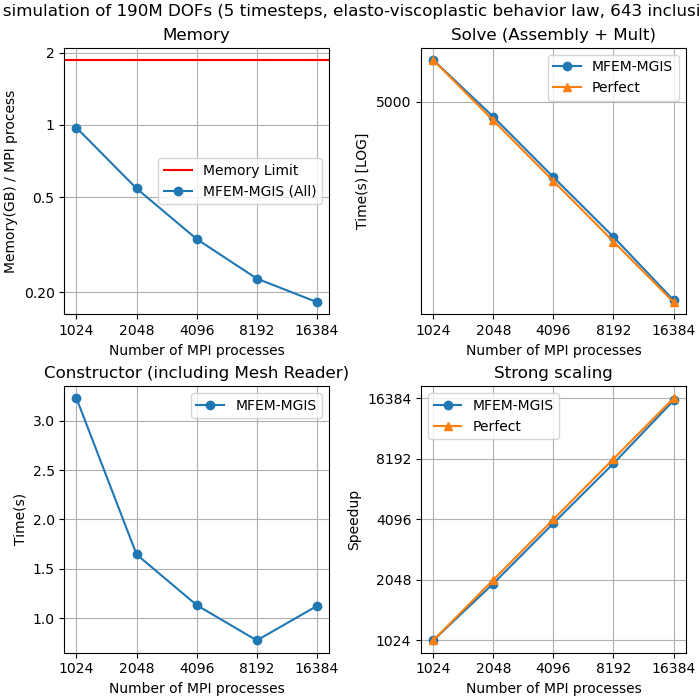 simulation of 190M DOFs (5 timesteps, elasto-viscoplastic behavior law, 643
Memory
Memory(GB) / MPI process
2
1
0.5
0.20
Memory Limit
MFEM-MGIS (All)
1024 2048 4096 8192 16384
Number of MPI processes
Solve (Assembly + Mult)
Time(s) [LOG]
5000
MFEM-MGIS
Perfect
1024 2048 4096 8192 16384
Number of MPI processes
Constructor (including Mesh Reader)
Time(s)
3.0
2.5
2.0
1.5
1.0
MFEM-MGIS
1024 2048 4096 8192 16384
Number of MPI processes
Strong scaling
Speedup
16384
8192
4096
2048
1024
MFEM-MGIS
Perfect
1024 2048 4096 8192 16384
Number of MPI processes